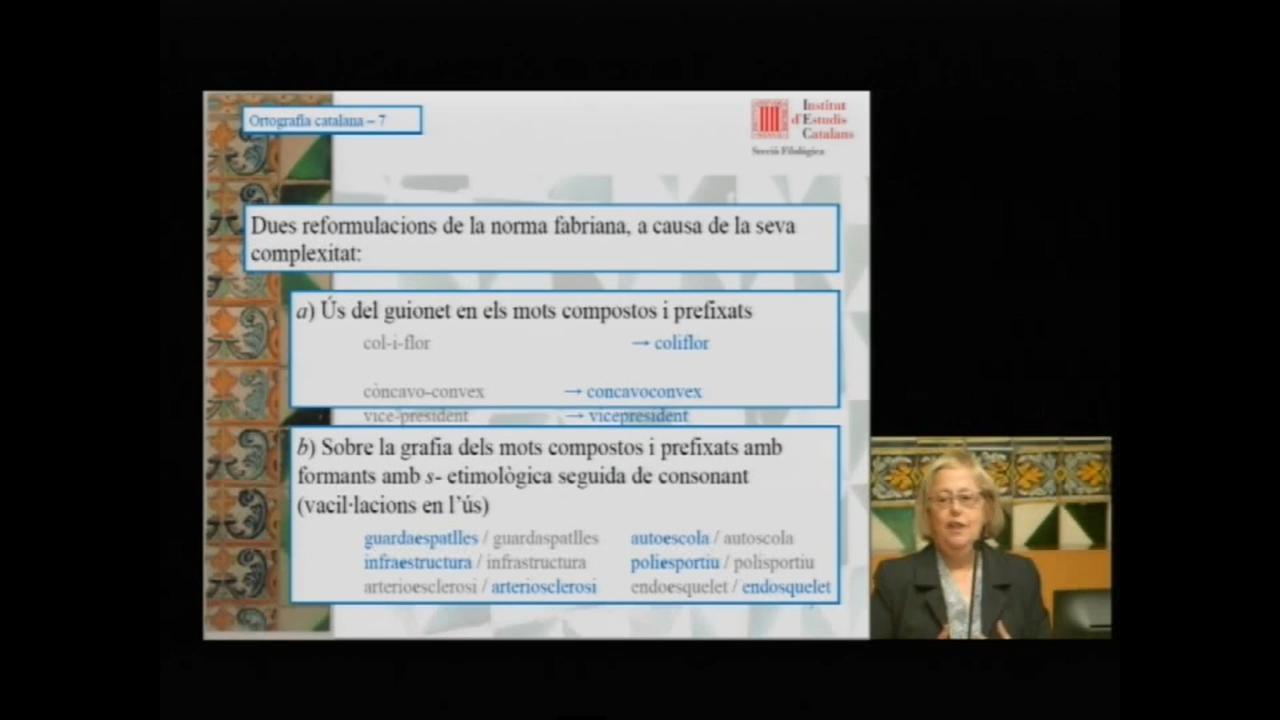 Ortografia catalana – 7
Institut
d'Estudis
Catalans
Secció Filològica
Dues reformulacions de la norma fabriana, a causa de la seva
complexitat:
a) Ús del guionet en els mots compostos i prefixats
col-i-flor → coliflor
còncavo-convex → concavoconvex
vice-president → vicepresident
b) Sobre la grafia dels mots compostos i prefixats amb
formants amb s- etimològica seguida de consonant
(vacil·lacions en l'ús)
guardaespatlles / guardaspatlles autoescola / autoscola
infraestructura / infrastructura poliesportiu / polisportiu
arterioesclerosi / arteriosclerosi endoesquelet / endosquelet